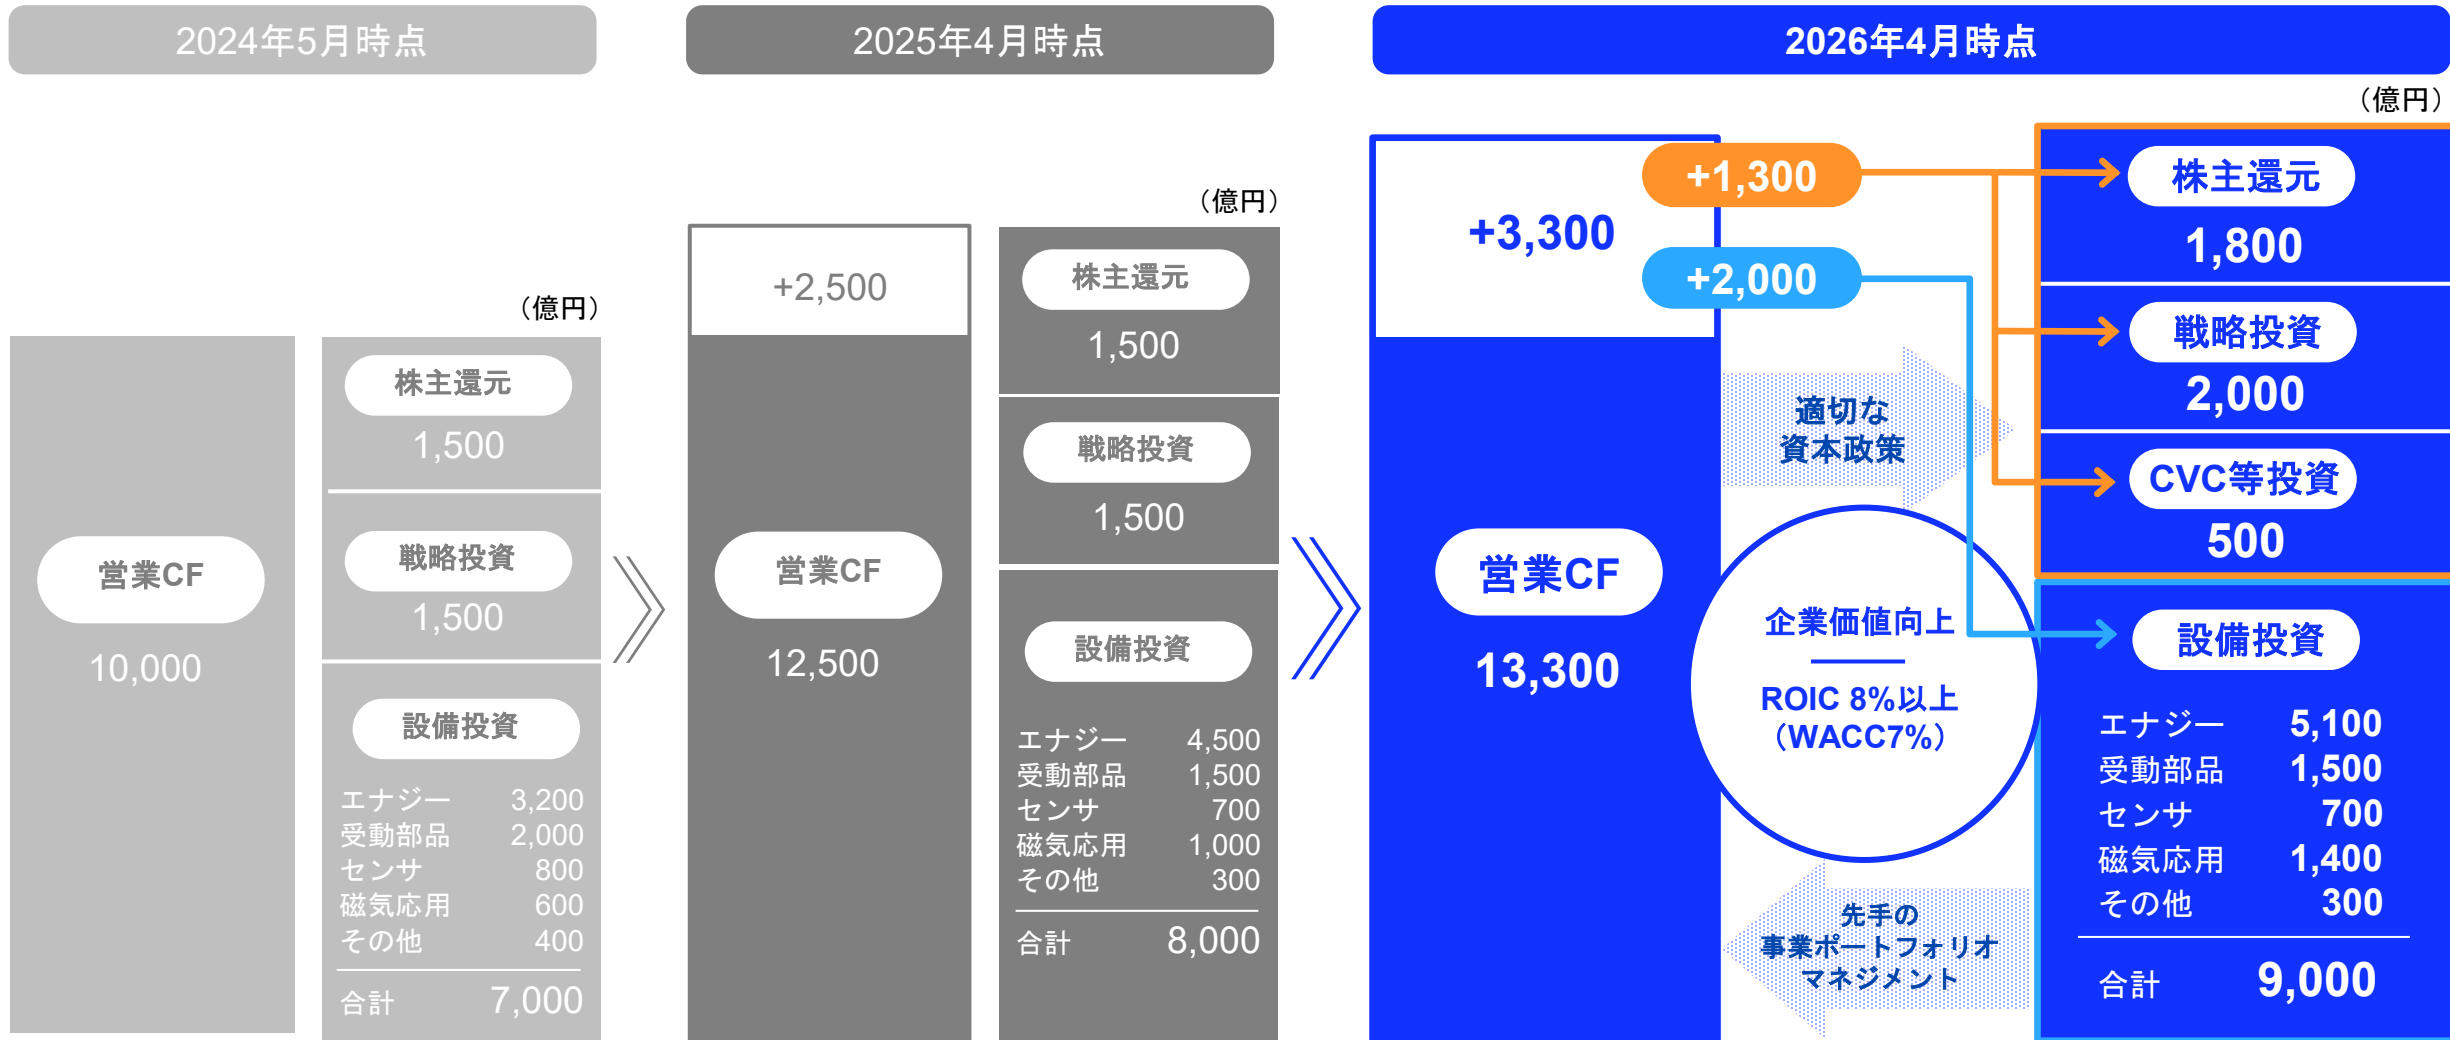 2024年5月時点
(億円)
営業CF
10,000
株主還元
1,500
戦略投資
1,500
設備投資
エナジー 3,200
受動部品 2,000
センサ 800
磁気応用 600
その他 400
合計 7,000
2025年4月時点
(億円)
+2,500
営業CF
12,500
株主還元
1,500
戦略投資
1,500
設備投資
エナジー 4,500
受動部品 1,500
センサ 700
磁気応用 1,000
その他 300
合計 8,000
2026年4月時点
(億円)
+3,300
+1,300
+2,000
営業CF
13,300
適切な
資本政策
企業価値向上
ROIC 8%以上
(WACC7%)
先手の
事業ポートフォリオ
マネジメント
株主還元
1,800
戦略投資
2,000
CVC等投資
500
設備投資
エナジー 5,100
受動部品 1,500
センサ 700
磁気応用 1,400
その他 300
合計 9,000